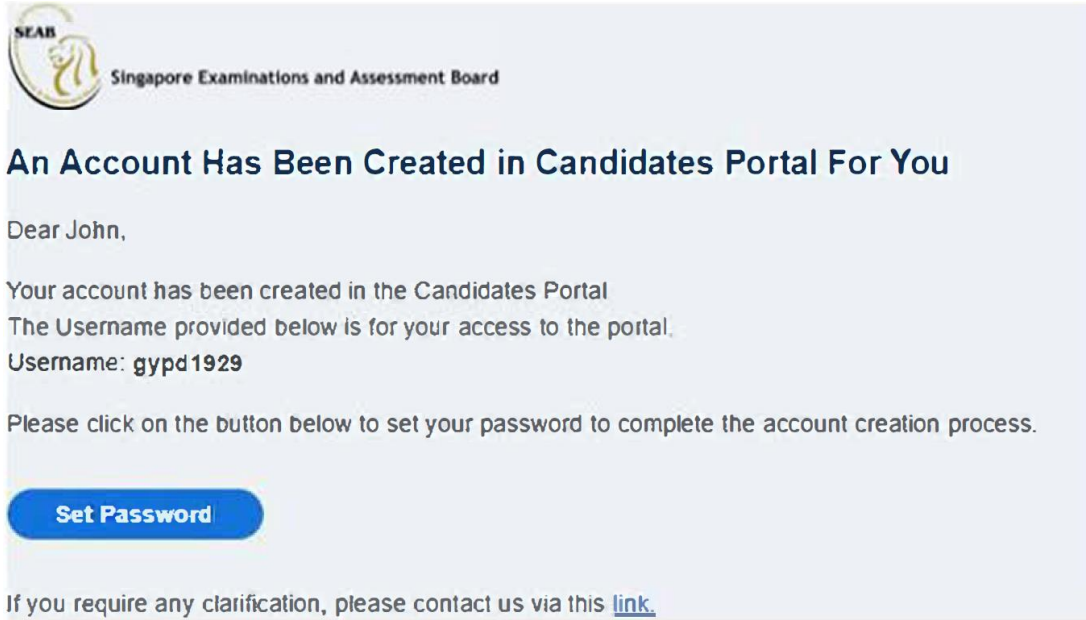 SEAB
Singapore Examinations and Assessment Board
An Account Has Been Created in Candidates Portal For You
Dear John,
Your account has been created in the Candidates Portal
The Username provided below is for your access to the portal.
Username: gypd1929
Please click on the button below to set your password to complete the account creation process.
Set Password
If you require any clarification, please contact us via this link.